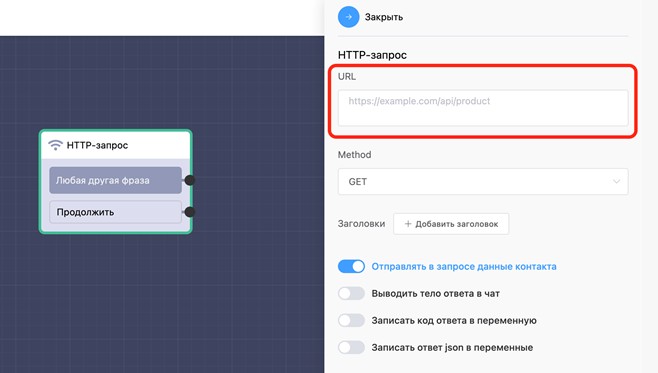 Закрыть
HTTP-запрос
URL
https://example.com/api/product
Method
GET
Заголовки
+ Добавить заголовок
Отправлять в запросе данные контакта
Выводить тело ответа в чат
Записать код ответа в переменную
Записать ответ json в переменные
HTTP-запрос
Любая другая фраза
Продолжить